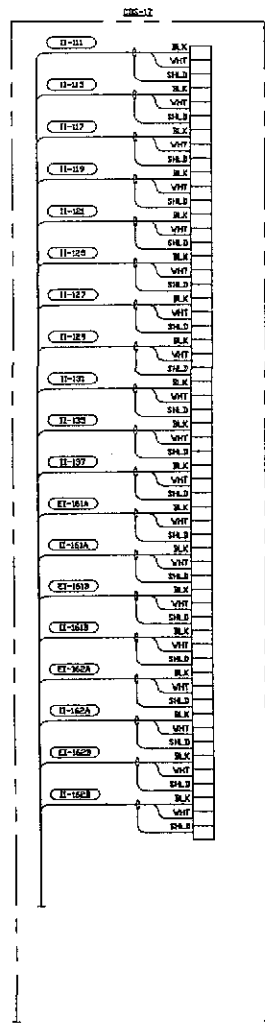 II-111 BLK
WHT
SHLD
II-115 BLK
WHT
SHLD
II-117 BLK
WHT
SHLD
II-119 BLK
WHT
SHLD
II-121 BLK
WHT
SHLD
II-125 BLK
WHT
SHLD
II-127 BLK
WHT
SHLD
II-129 BLK
WHT
SHLD
II-131 BLK
WHT
SHLD
II-135 BLK
WHT
SHLD
II-137 BLK
WHT
SHLD
EI-161A BLK
WHT
SHLD
II-161A BLK
WHT
SHLD
EI-161B BLK
WHT
SHLD
II-161B BLK
WHT
SHLD
EI-162A BLK
WHT
SHLD
II-162A BLK
WHT
SHLD
EI-162B BLK
WHT
SHLD
II-162B BLK
WHT
SHLD